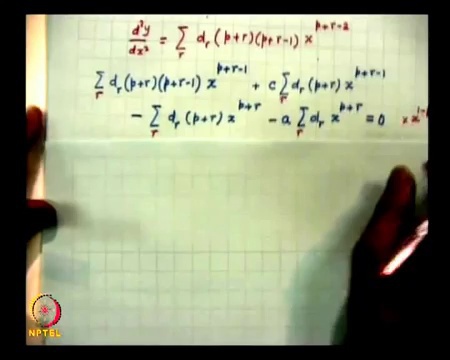 d²y/dx² = Σ_r d_r (p+r)(p+r-1) x^{p+r-2}
Σ_r d_r (p+r)(p+r-1) x^{p+r-1} + c Σ_r d_r (p+r) x^{p+r-1}
- Σ_r d_r (p+r) x^{p+r} - a Σ_r d_r x^{p+r} = 0
NPTEL